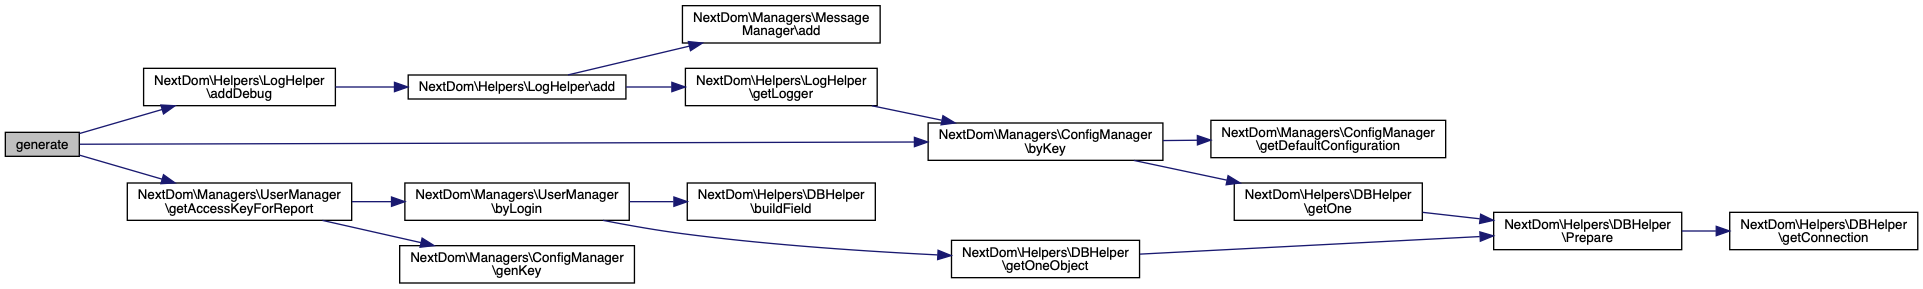 NextDom\Managers\Message
Manager\add
NextDom\Helpers\LogHelper
\addDebug
NextDom\Helpers\LogHelper\add
NextDom\Helpers\LogHelper
\getLogger
generate
NextDom\Managers\ConfigManager
\byKey
NextDom\Managers\ConfigManager
\getDefaultConfiguration
NextDom\Managers\UserManager
\getAccessKeyForReport
NextDom\Managers\UserManager
\byLogin
NextDom\Helpers\DBHelper
\buildField
NextDom\Helpers\DBHelper
\getOne
NextDom\Helpers\DBHelper
\Prepare
NextDom\Helpers\DBHelper
\getConnection
NextDom\Managers\ConfigManager
\genKey
NextDom\Helpers\DBHelper
\getOneObject